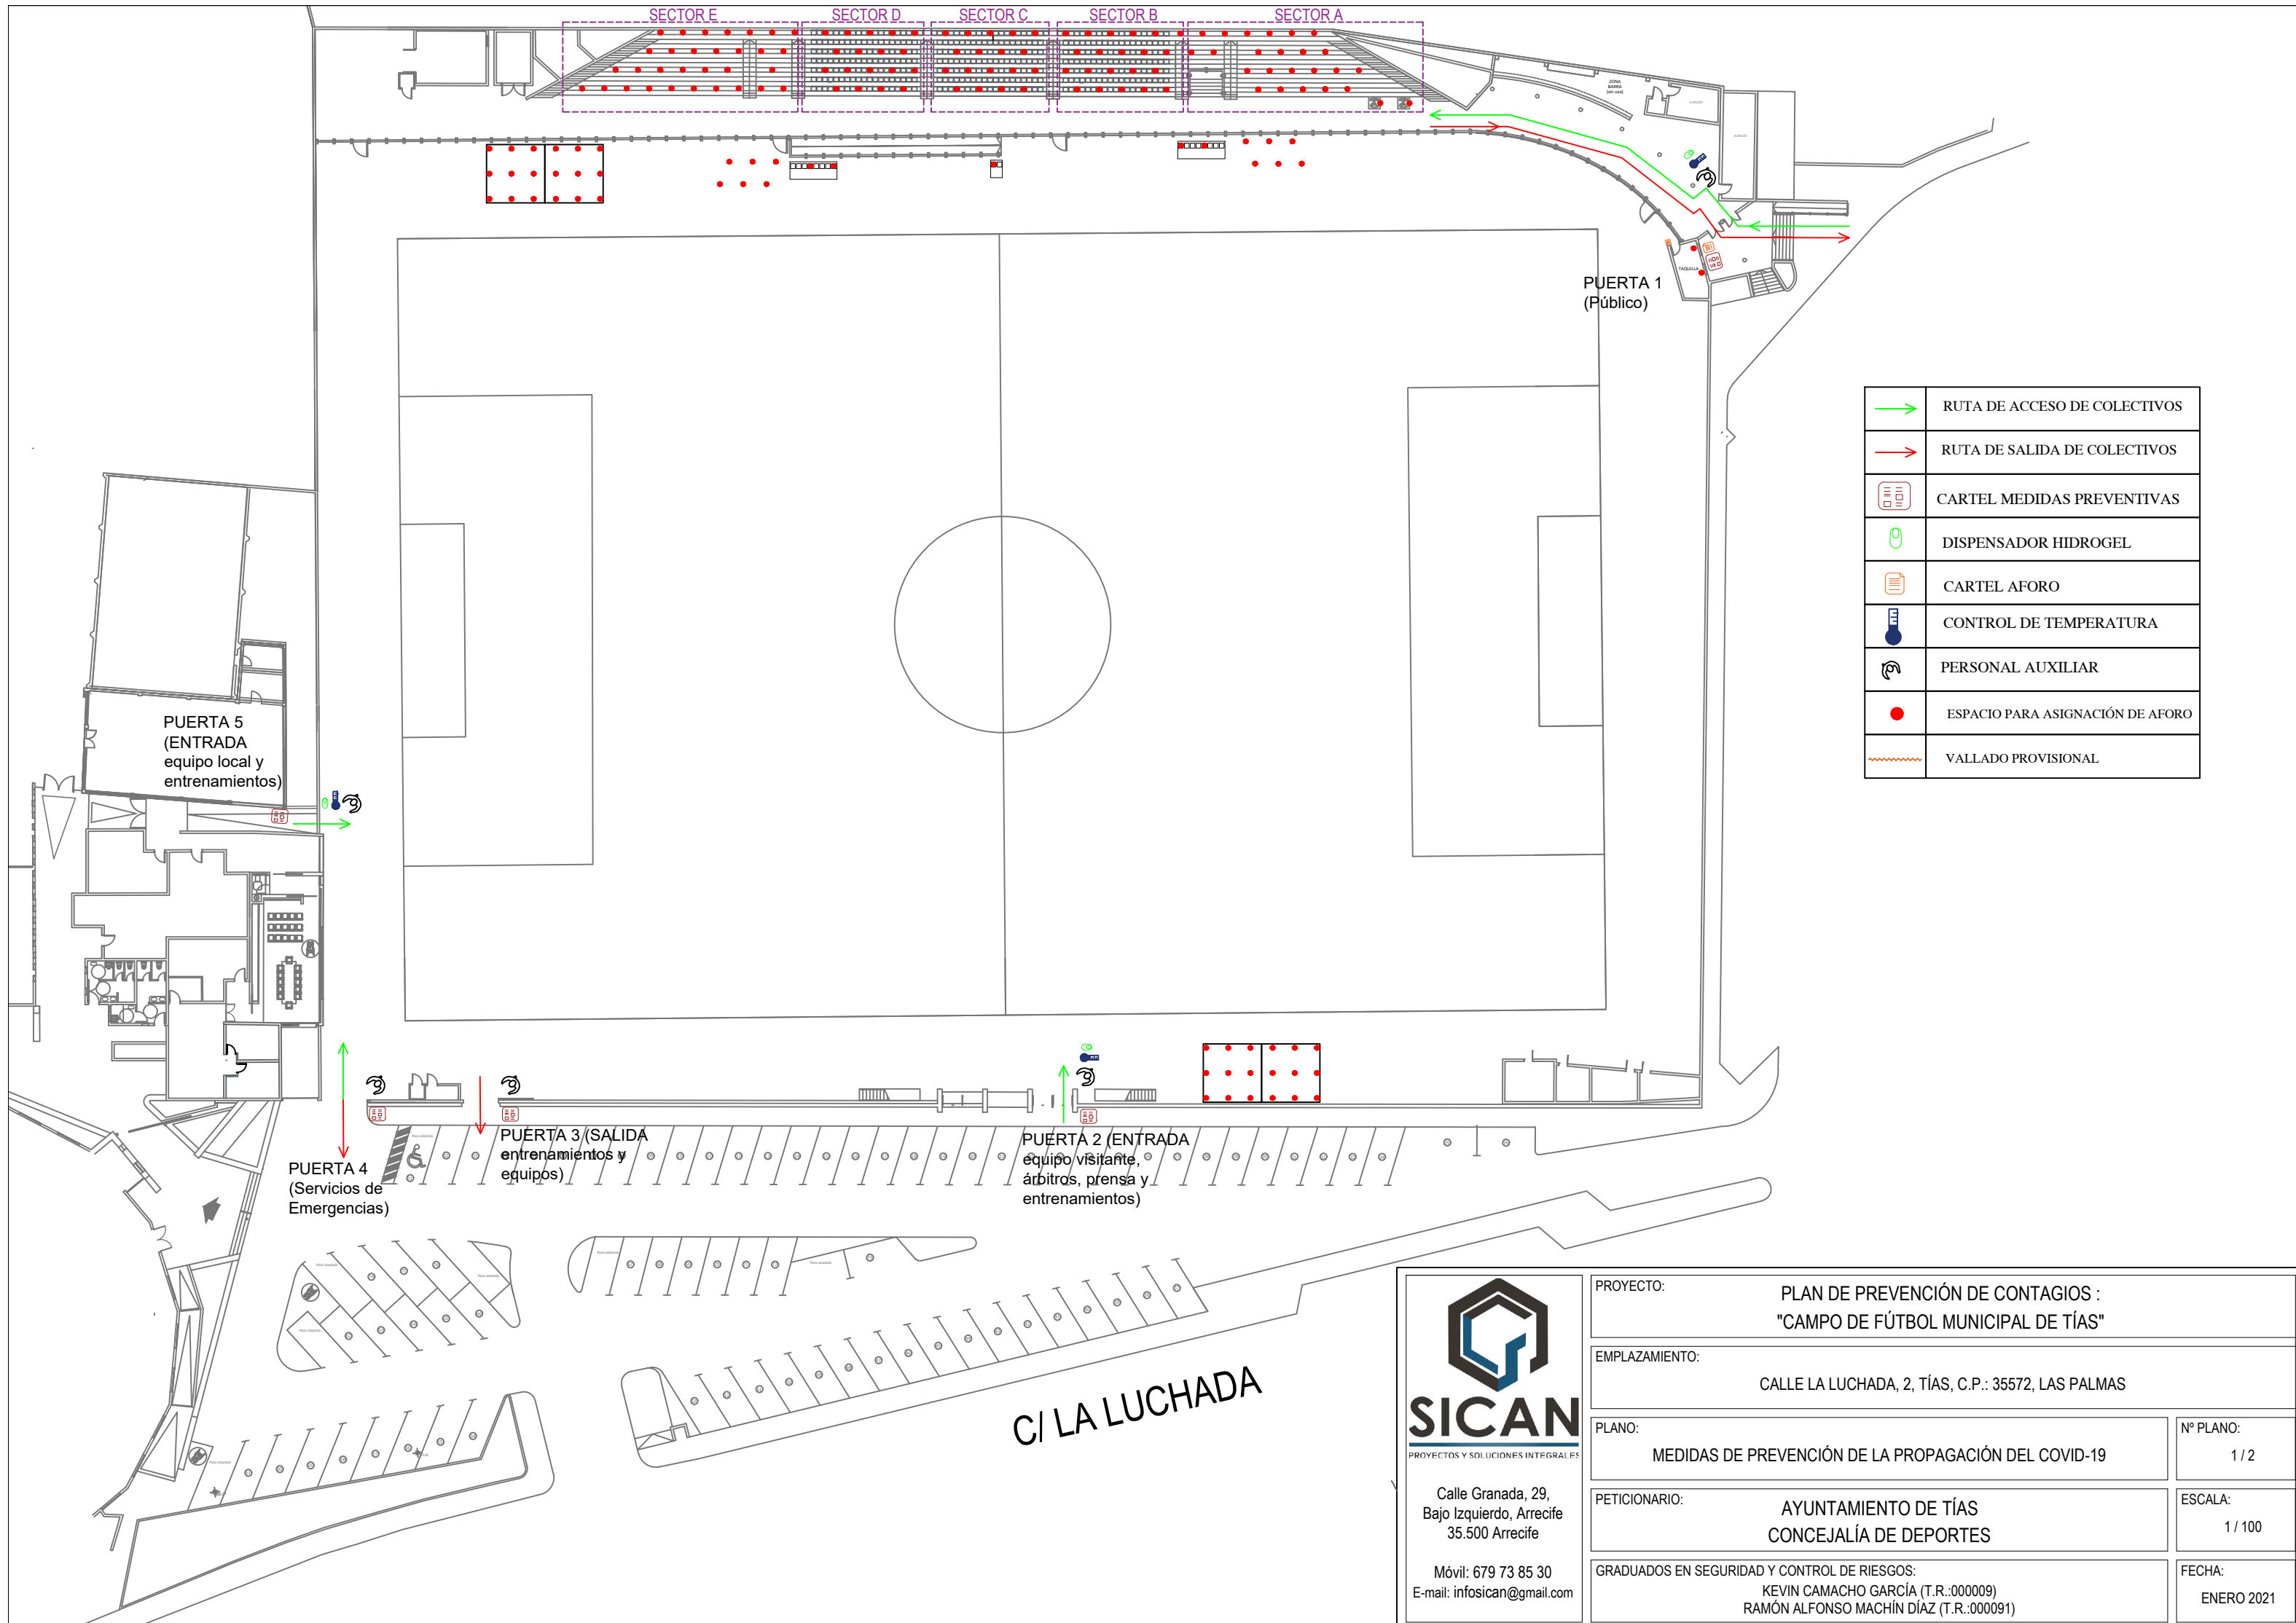 SECTOR E
SECTOR D
SECTOR C
SECTOR B
SECTOR A
ZONA
BARRA
(sin uso)
TAQUILLA
PUERTA 1
(Público)
RUTA DE ACCESO DE COLECTIVOS
RUTA DE SALIDA DE COLECTIVOS
CARTEL MEDIDAS PREVENTIVAS
DISPENSADOR HIDROGEL
CARTEL AFORO
CONTROL DE TEMPERATURA
PERSONAL AUXILIAR
ESPACIO PARA ASIGNACIÓN DE AFORO
VALLADO PROVISIONAL
PUERTA 5
(ENTRADA
equipo local y
entrenamientos)
PUERTA 4
(Servicios de
Emergencias)
PUERTA 3 (SALIDA
entrenamientos y
equipos)
PUERTA 2 (ENTRADA
equipo visitante,
árbitros, prensa y
entrenamientos)
C/ LA LUCHADA
SICAN
PROYECTOS Y SOLUCIONES INTEGRALES
Calle Granada, 29,
Bajo Izquierdo, Arrecife
35.500 Arrecife
Móvil: 679 73 85 30
E-mail: infosican@gmail.com
PROYECTO:
PLAN DE PREVENCIÓN DE CONTAGIOS :
"CAMPO DE FÚTBOL MUNICIPAL DE TÍAS"
EMPLAZAMIENTO:
CALLE LA LUCHADA, 2, TÍAS, C.P.: 35572, LAS PALMAS
PLANO:
MEDIDAS DE PREVENCIÓN DE LA PROPAGACIÓN DEL COVID-19
Nº PLANO:
1 / 2
PETICIONARIO:
AYUNTAMIENTO DE TÍAS
CONCEJALÍA DE DEPORTES
ESCALA:
1 / 100
GRADUADOS EN SEGURIDAD Y CONTROL DE RIESGOS:
KEVIN CAMACHO GARCÍA (T.R.:000009)
RAMÓN ALFONSO MACHÍN DÍAZ (T.R.:000091)
FECHA:
ENERO 2021